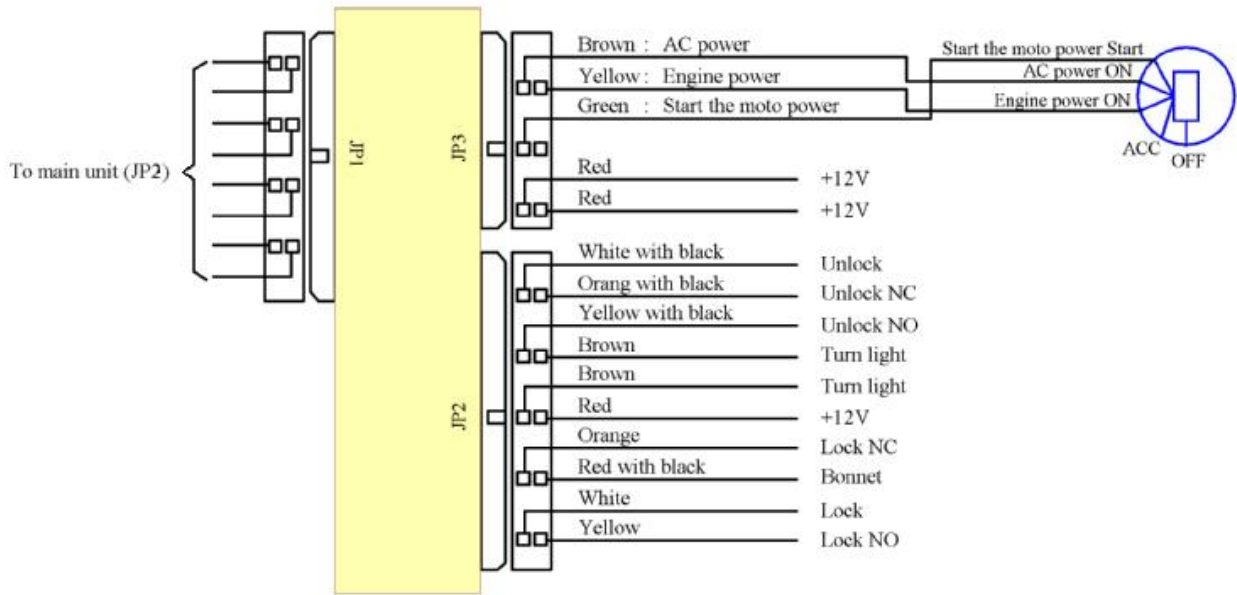 Brown : AC power
Yellow : Engine power
Green : Start the moto power
Red
Red
+12V
+12V
Start the moto power Start
AC power ON
Engine power ON
ACC
OFF
To main unit (JP2)
JP1
JP3
JP2
White with black Unlock
Orang with black Unlock NC
Yellow with black Unlock NO
Brown Turn light
Brown Turn light
Red +12V
Orange Lock NC
Red with black Bonnet
White Lock
Yellow Lock NO